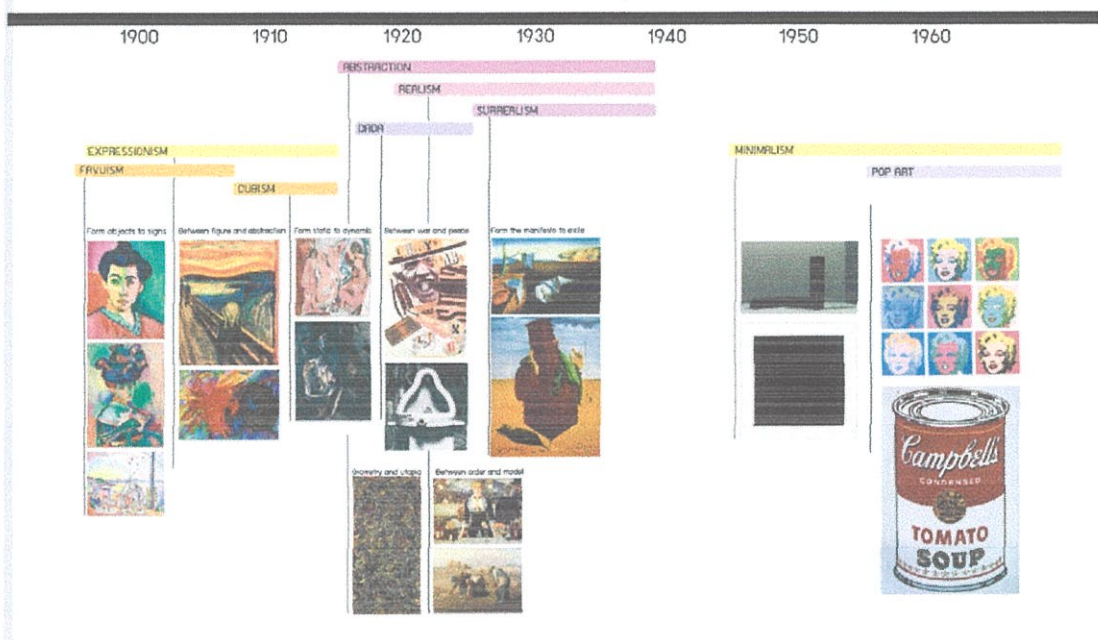 1900 1910 1920 1930 1940 1950 1960
ABSTRACTION
REALISM
SURREALISM
DADA
EXPRESSIONISM
MINIMALISM
FAVUISM
POP ART
CUBISM
Form objects to signs
Between figure and abstraction
Form static to dynamic
Between war and peace
Form the manifesto to exile
Geometry and utopia
Between order and model
Campbell's
CONDENSED
TOMATO
SOUP